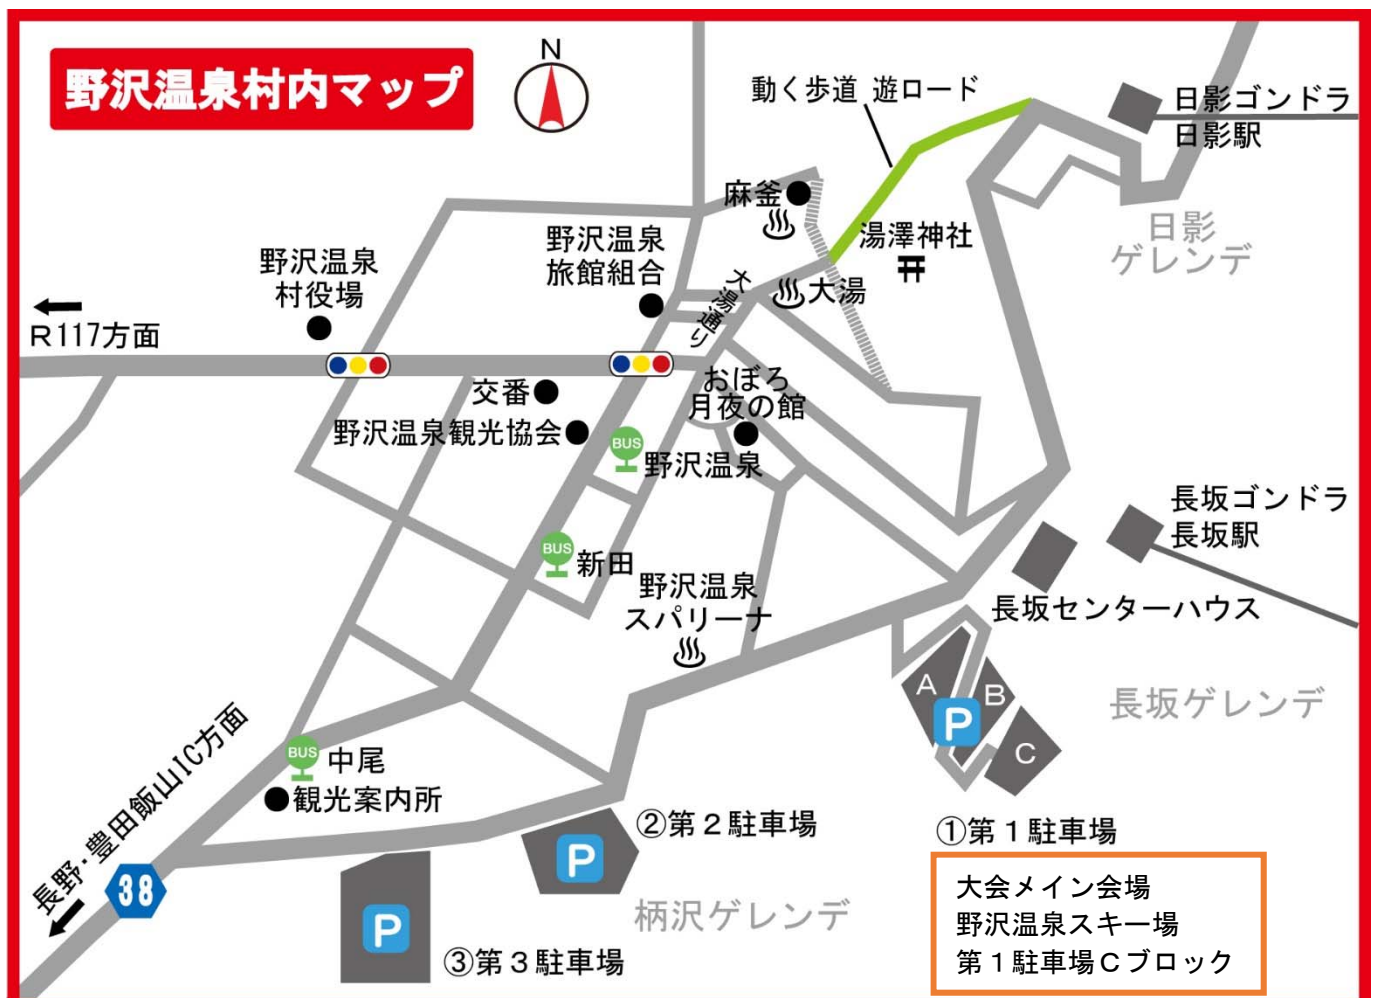 野沢温泉村内マップ
N
動く歩道 遊ロード
日影ゴンドラ
日影駅
麻釜
湯澤神社
日影
ゲレンデ
野沢温泉
旅館組合
野沢温泉
村役場
大湯通り
大湯
R117方面
おぼろ
月夜の館
交番
野沢温泉観光協会
BUS
野沢温泉
長坂ゴンドラ
長坂駅
BUS
新田
野沢温泉
スパリーナ
長坂センターハウス
A
B
P
C
長坂ゲレンデ
BUS
中尾
観光案内所
長野・豊田飯山IC方面
38
②第2駐車場
P
①第1駐車場
柄沢ゲレンデ
P
③第3駐車場
大会メイン会場
野沢温泉スキー場
第1駐車場Cブロック